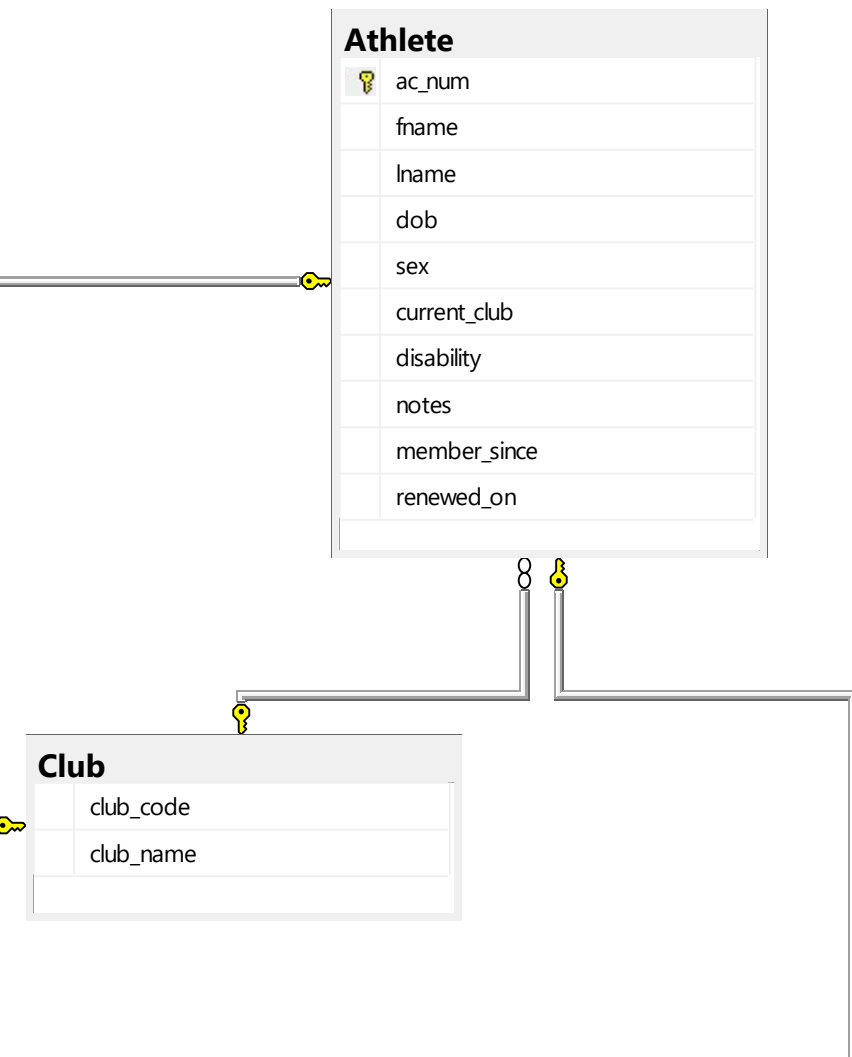 Athlete
ac_num
fname
lname
dob
sex
current_club
disability
notes
member_since
renewed_on
Club
club_code
club_name